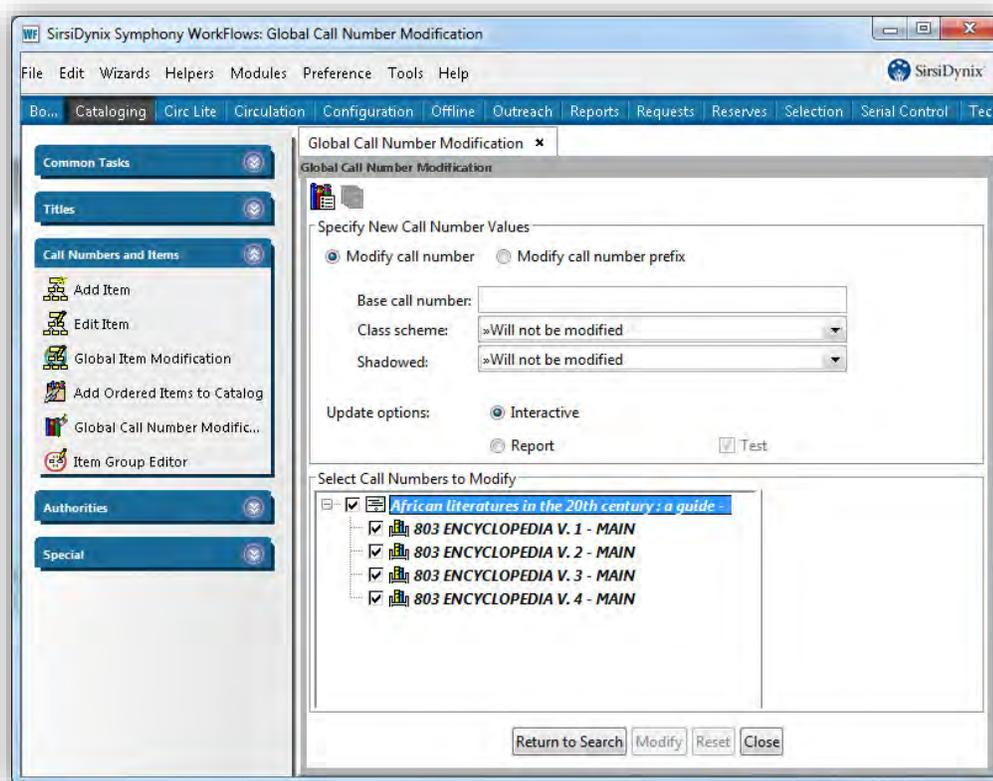 WF SirsiDynix Symphony WorkFlows: Global Call Number Modification
File Edit Wizards Helpers Modules Preference Tools Help
SirsiDynix
Bo... Cataloging Circ Lite Circulation Configuration Offline Outreach Reports Requests Reserves Selection Serial Control Tec
Common Tasks
Titles
Call Numbers and Items
Add Item
Edit Item
Global Item Modification
Add Ordered Items to Catalog
Global Call Number Modific...
Item Group Editor
Authorities
Special
Global Call Number Modification
Global Call Number Modification
Specify New Call Number Values
Modify call number Modify call number prefix
Base call number:
Class scheme: »Will not be modified
Shadowed: »Will not be modified
Update options: Interactive
Report Test
Select Call Numbers to Modify
African literatures in the 20th century : a guide -
803 ENCYCLOPEDIA V. 1 - MAIN
803 ENCYCLOPEDIA V. 2 - MAIN
803 ENCYCLOPEDIA V. 3 - MAIN
803 ENCYCLOPEDIA V. 4 - MAIN
Return to Search Modify Reset Close